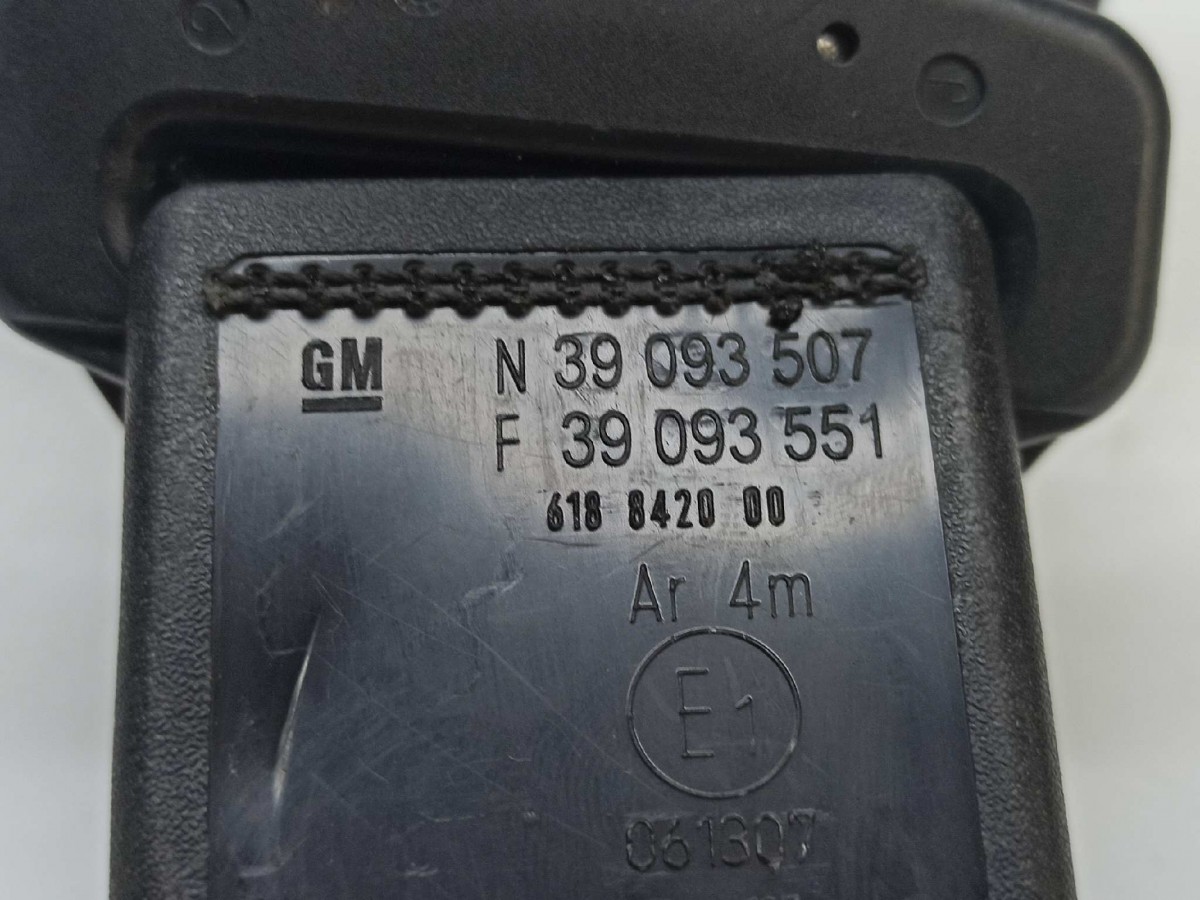 GM N 39 093 507
F 39 093 551
618 8420 00
Ar 4m
E1
061307